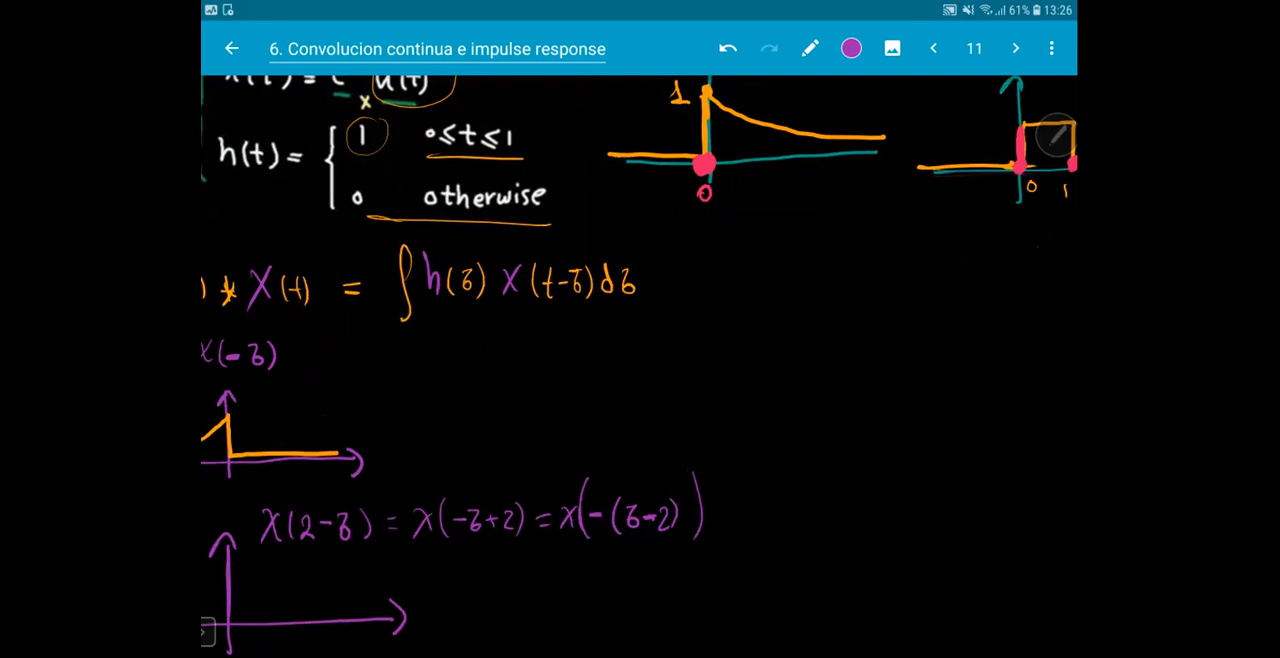 61% 13:26
6. Convolucion continua e impulse response
11
u(t)
x
1
h(t) = { 1 0≤t≤1
0 otherwise
0
0 1
* X(t) = ∫ h(ζ) X(t-ζ)dζ
X(-ζ)
X(2-ζ) = X(-ζ+2) = X(-(ζ-2))